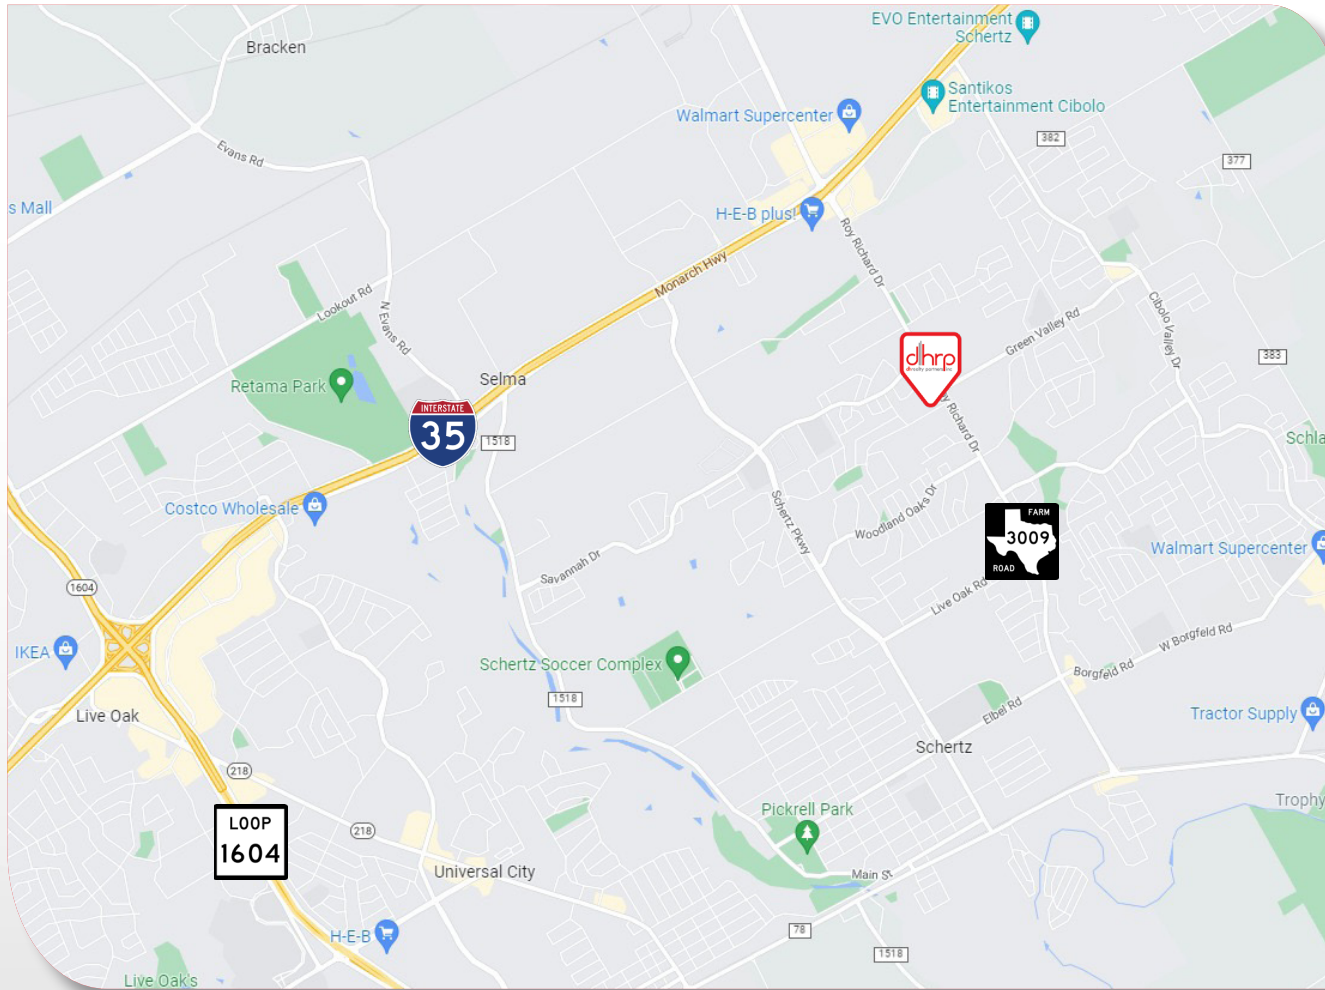 EVO Entertainment
Schertz
Bracken
Santikos
Entertainment Cibolo
Walmart Supercenter
382
Evans Rd
377
s Mall
H-E-B plus!
Roy Richard Dr
Monarch Hwy
Lookout Rd
N Evans Rd
Cibolo Valley Dr
Green Valley Rd
dhrp
383
Retama Park
Selma
y Richard Dr
INTERSTATE
35
1518
Schla
Costco Wholesale
Schertz Pkwy
Woodland Oaks Dr
FARM
3009
ROAD
Walmart Supercenter
Savannah Dr
1604
Live Oak Rd
IKEA
W Borgfeld Rd
Schertz Soccer Complex
Borgfeld Rd
1518
Elbel Rd
Live Oak
Tractor Supply
Schertz
218
Trophy
Pickrell Park
LOOP
1604
218
Universal City
Main St
78
H-E-B
1518
Live Oak's